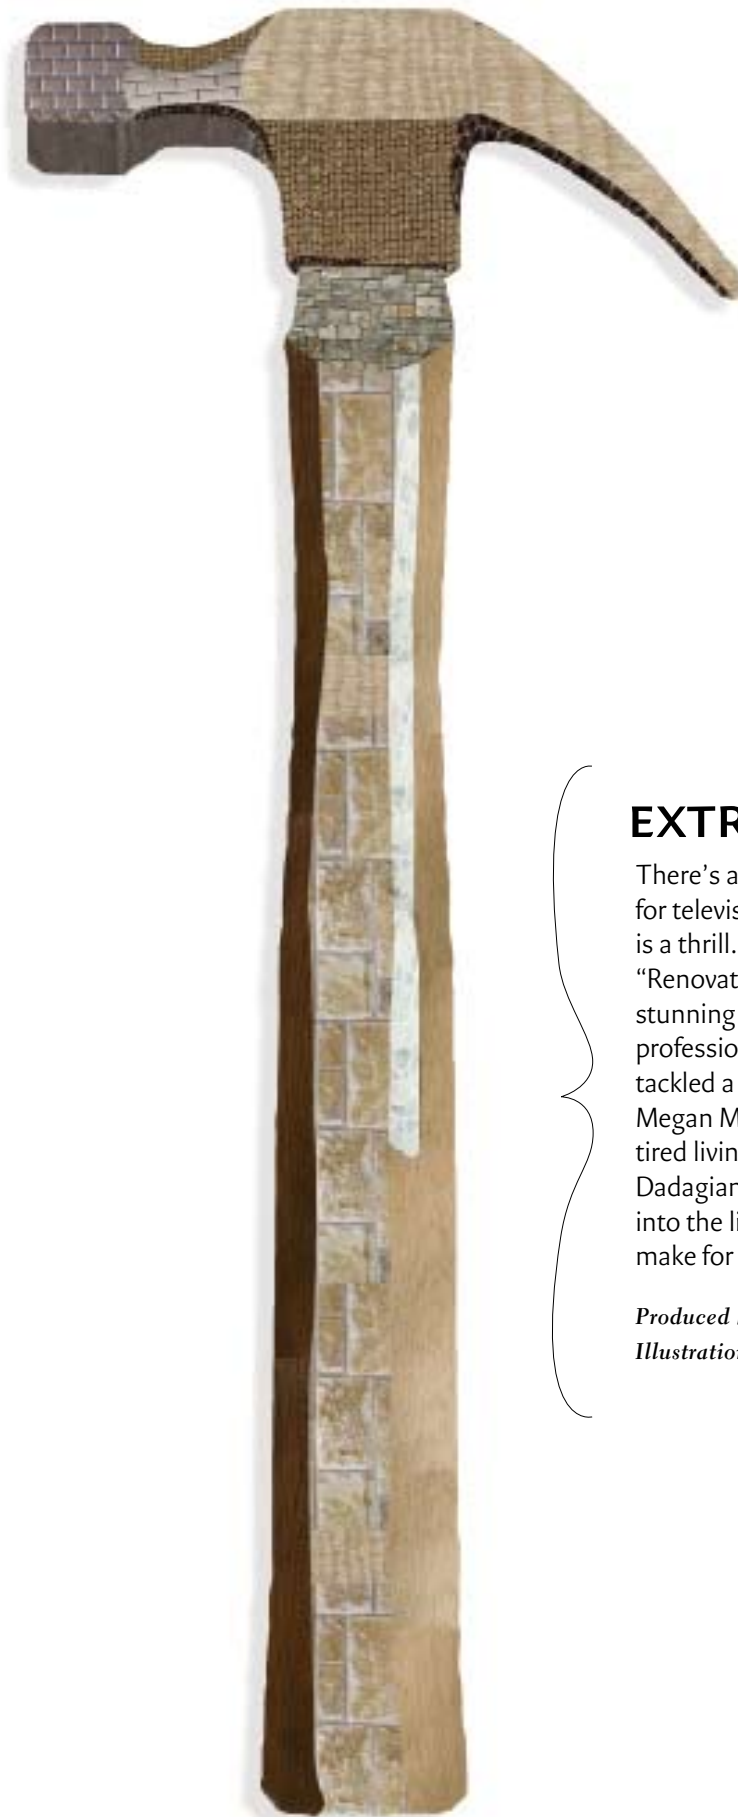 EXTR
There’s a
for televis
is a thrill.
“Renovat
stunning
professio
tackled a
Megan M
tired livin
Dadagian
into the li
make for
Produced
Illustration